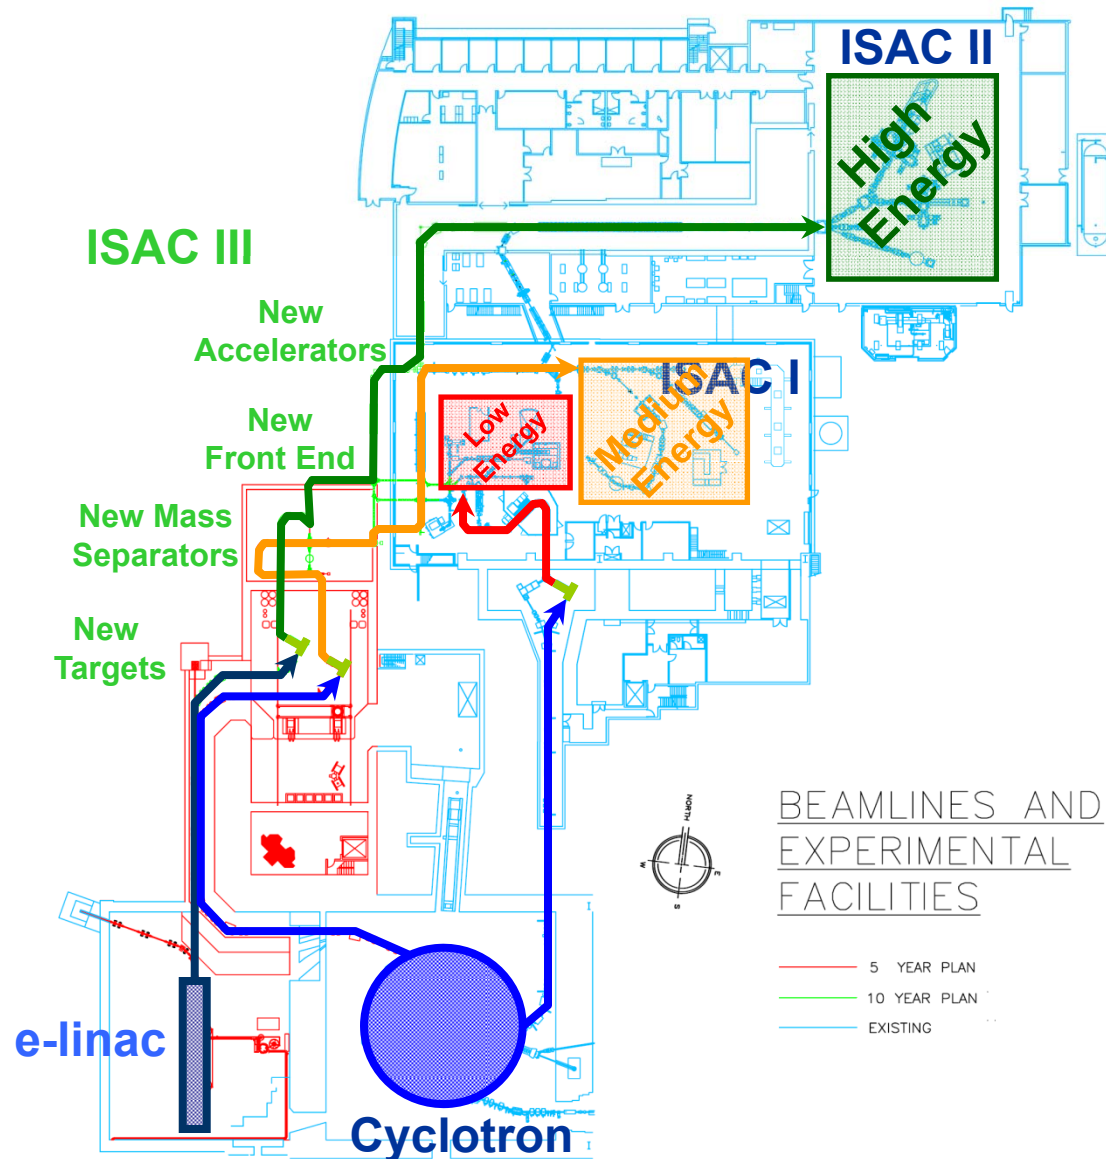 ISAC II
High
Energy
ISAC III
New
Accelerators
ISAC I
Low
Energy
Medium
Energy
New
Front End
New Mass
Separators
New
Targets
NORTH
W
E
S
BEAMLINES AND
EXPERIMENTAL
FACILITIES
5 YEAR PLAN
10 YEAR PLAN
EXISTING
e-linac
Cyclotron